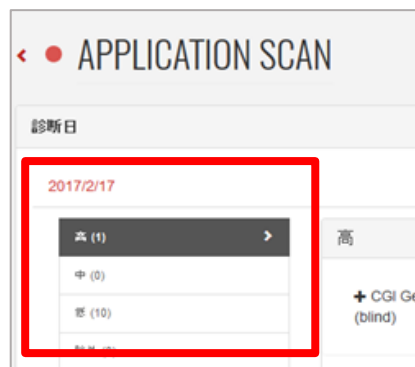 APPLICATION SCAN
診断日
2017/2/17
高 (1)
高
中 (0)
低 (10)
+ CGI Ge
(blind)